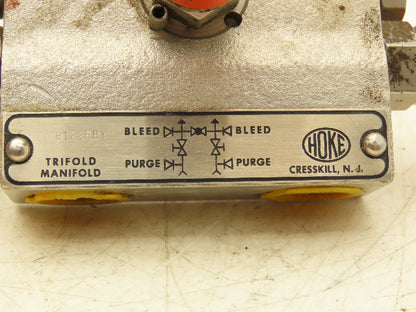 BLEED BLEED
TRIFOLD
MANIFOLD
PURGE PURGE
HOKE
CRESSKILL, N.J.